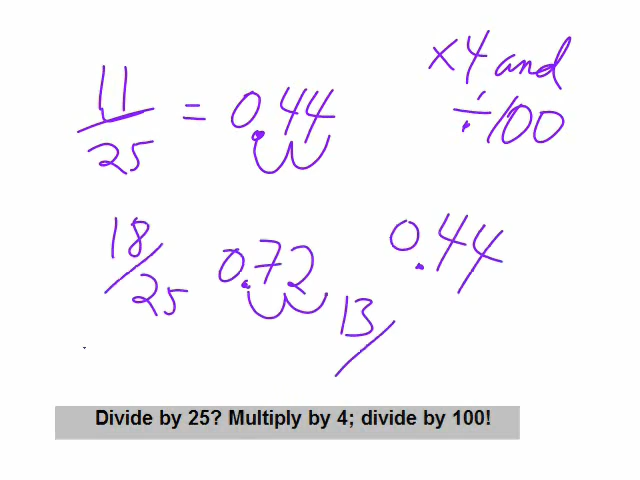 11/25 = 0.44
×4 and
÷100
18/25 0.72
0.44
13/
Divide by 25? Multiply by 4; divide by 100!